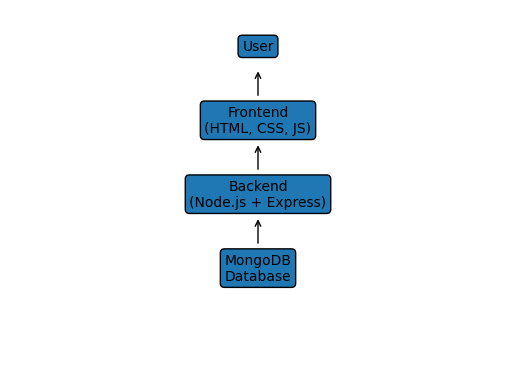 User
Frontend
(HTML, CSS, JS)
Backend
(Node.js + Express)
MongoDB
Database